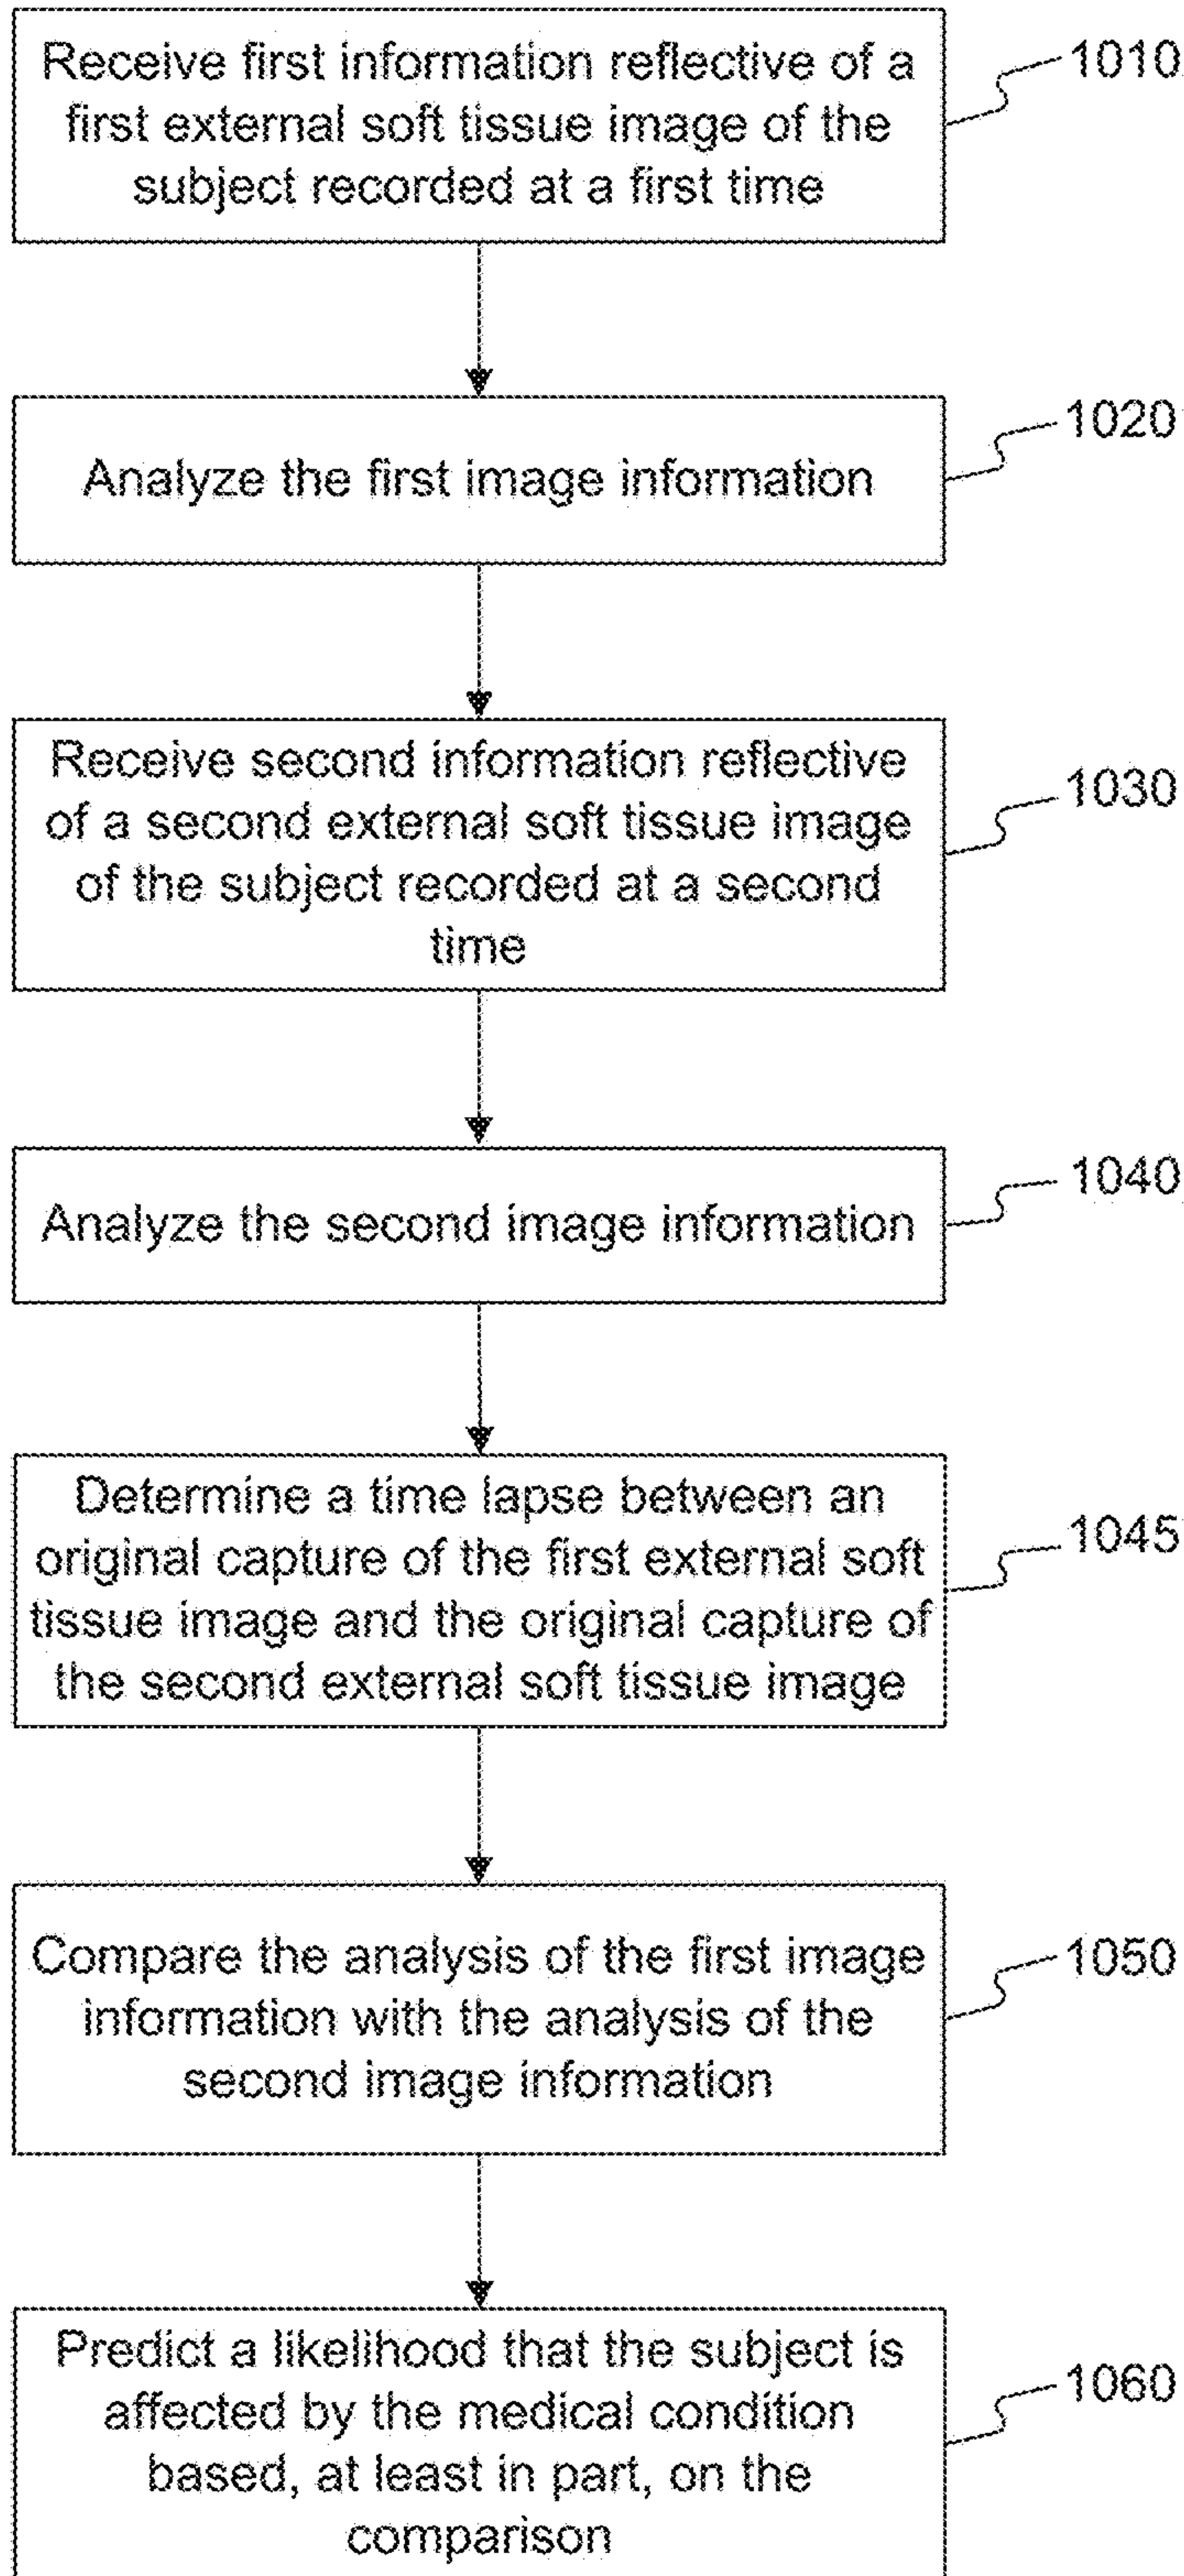 Receive first information reflective of a
first external soft tissue image of the
subject recorded at a first time
1010
Analyze the first image information
1020
Receive second information reflective
of a second external soft tissue image
of the subject recorded at a second
time
1030
Analyze the second image information
1040
Determine a time lapse between an
original capture of the first external soft
tissue image and the original capture of
the second external soft tissue image
1045
Compare the analysis of the first image
information with the analysis of the
second image information
1050
Predict a likelihood that the subject is
affected by the medical condition
based, at least in part, on the
comparison
1060